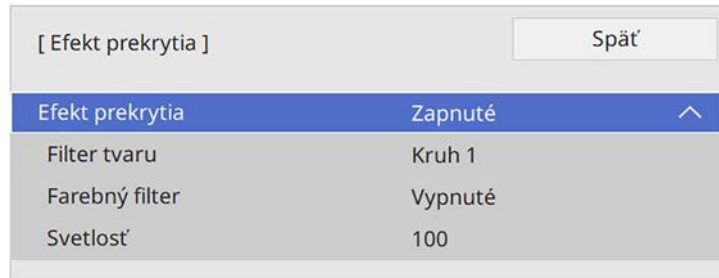 [ Efekt prekrytia ] Späť
Efekt prekrytia Zapnuté
Filter tvaru Kruh 1
Farebný filter Vypnuté
Svetlosť 100